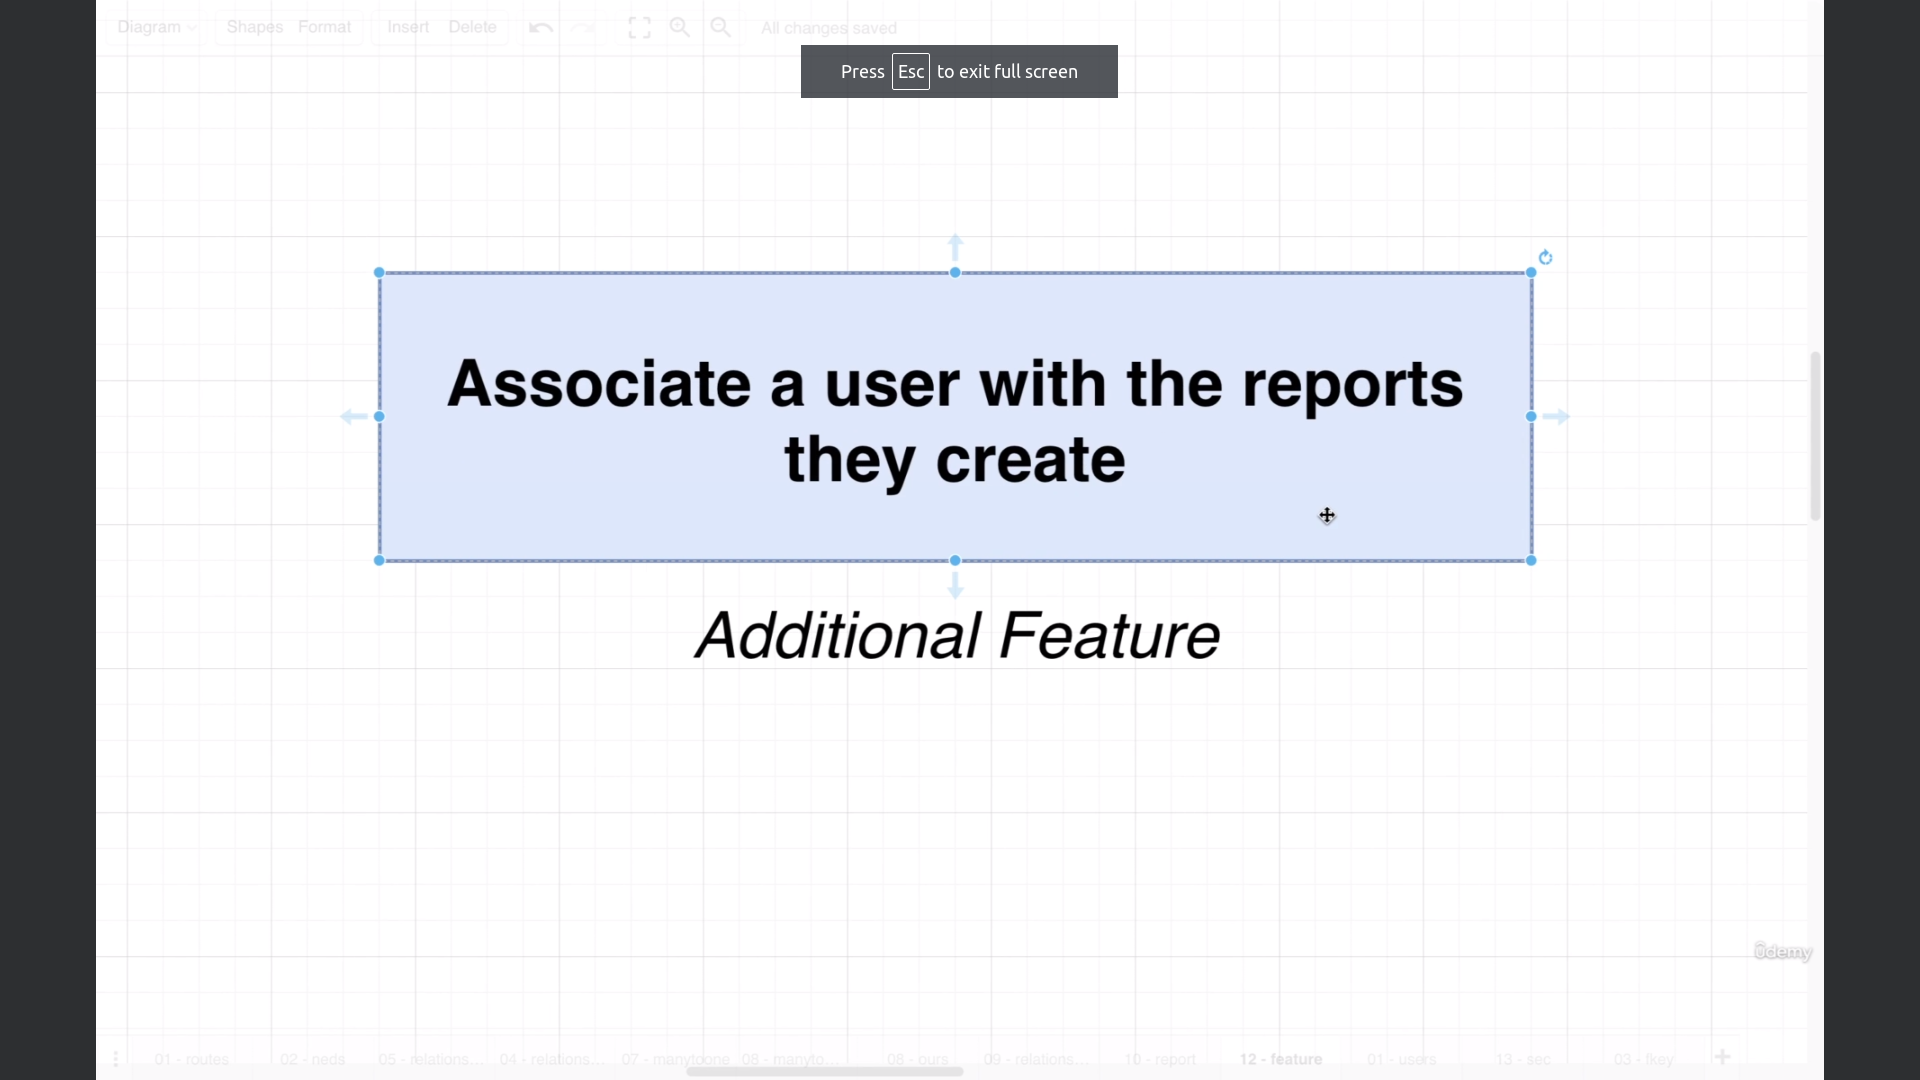 Diagram Shapes Format Insert Delete All changes saved
Press Esc to exit full screen
Associate a user with the reports
they create
Additional Feature
ûdemy
01 - routes 02 - neds 05 - relations... 04 - relations... 07 - manytoone 08 - manyto... 08 - ours 09 - relations... 10 - report 12 - feature 01 - users 13 - sec 03 - fkey